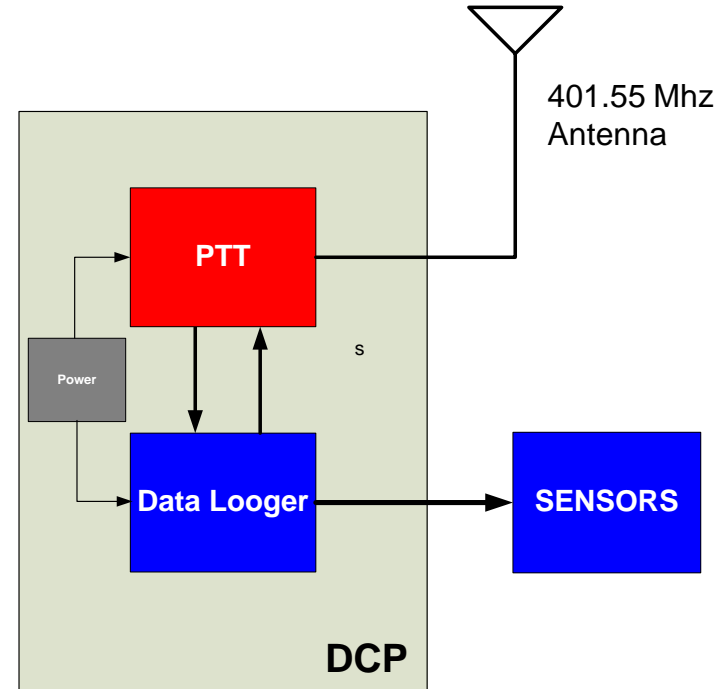 401.55 Mhz
Antenna
PTT
s
Power
Data Looger
SENSORS
DCP